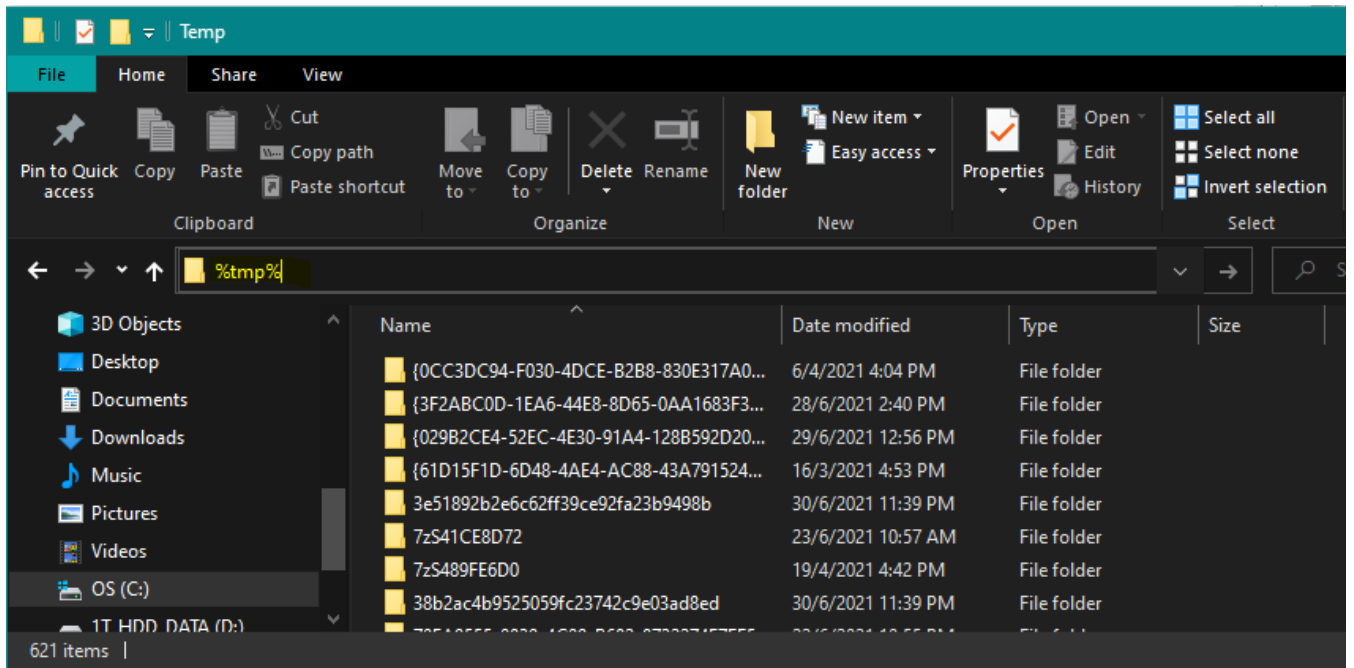 Temp
File Home Share View
Pin to Quick access
Copy
Paste
Cut
Copy path
Paste shortcut
Clipboard
Move to
Copy to
Delete
Rename
Organize
New folder
New item
Easy access
New
Properties
Open
Edit
History
Open
Select all
Select none
Invert selection
Select
%tmp%
3D Objects
Desktop
Documents
Downloads
Music
Pictures
Videos
OS (C:)
1T_HDD_DATA (D:)
Name Date modified Type Size
{0CC3DC94-F030-4DCE-B2B8-830E317A0... 6/4/2021 4:04 PM File folder
{3F2ABC0D-1EA6-44E8-8D65-0AA1683F3... 28/6/2021 2:40 PM File folder
{029B2CE4-52EC-4E30-91A4-128B592D20... 29/6/2021 12:56 PM File folder
{61D15F1D-6D48-4AE4-AC88-43A791524... 16/3/2021 4:53 PM File folder
3e51892b2e6c62ff39ce92fa23b9498b 30/6/2021 11:39 PM File folder
7zS41CE8D72 23/6/2021 10:57 AM File folder
7zS489FE6D0 19/4/2021 4:42 PM File folder
38b2ac4b9525059fc23742c9e03ad8ed 30/6/2021 11:39 PM File folder
621 items